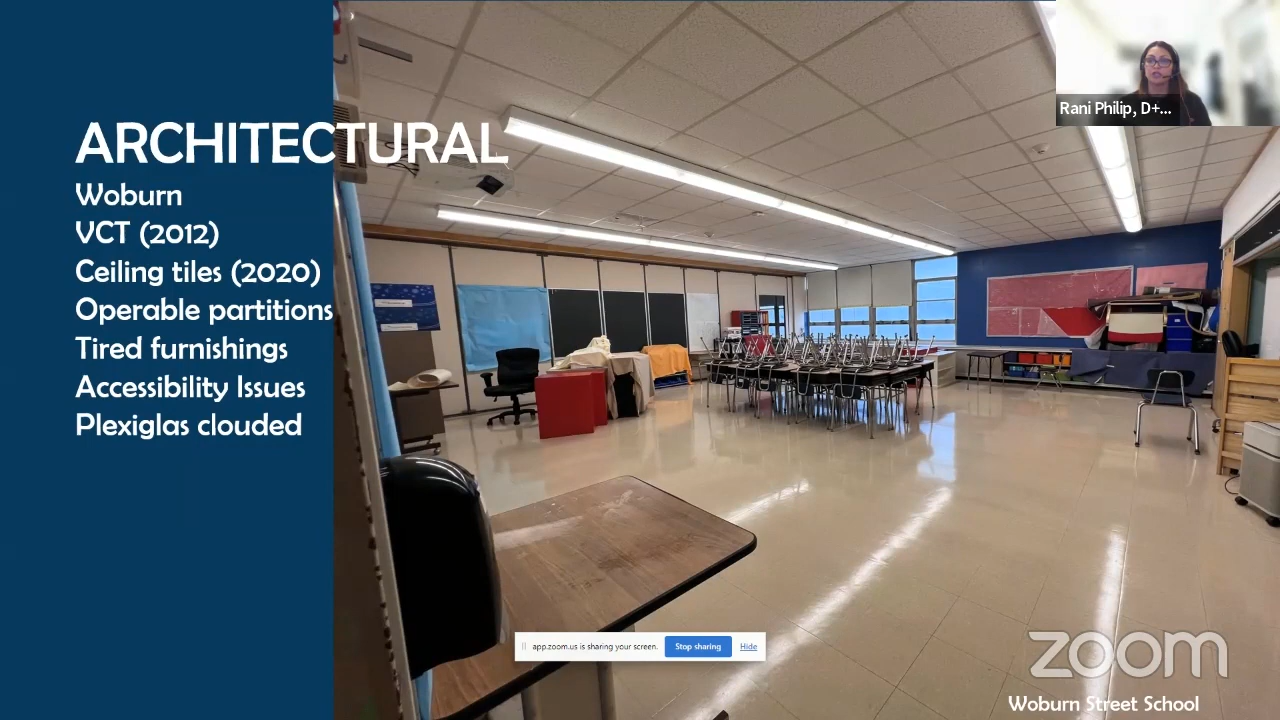 Rani Philip, D+...
ARCHITECTURAL
Woburn
VCT (2012)
Ceiling tiles (2020)
Operable partitions
Tired furnishings
Accessibility Issues
Plexiglas clouded
app.zoom.us is sharing your screen.
Stop sharing
Hide
zoom
Woburn Street School